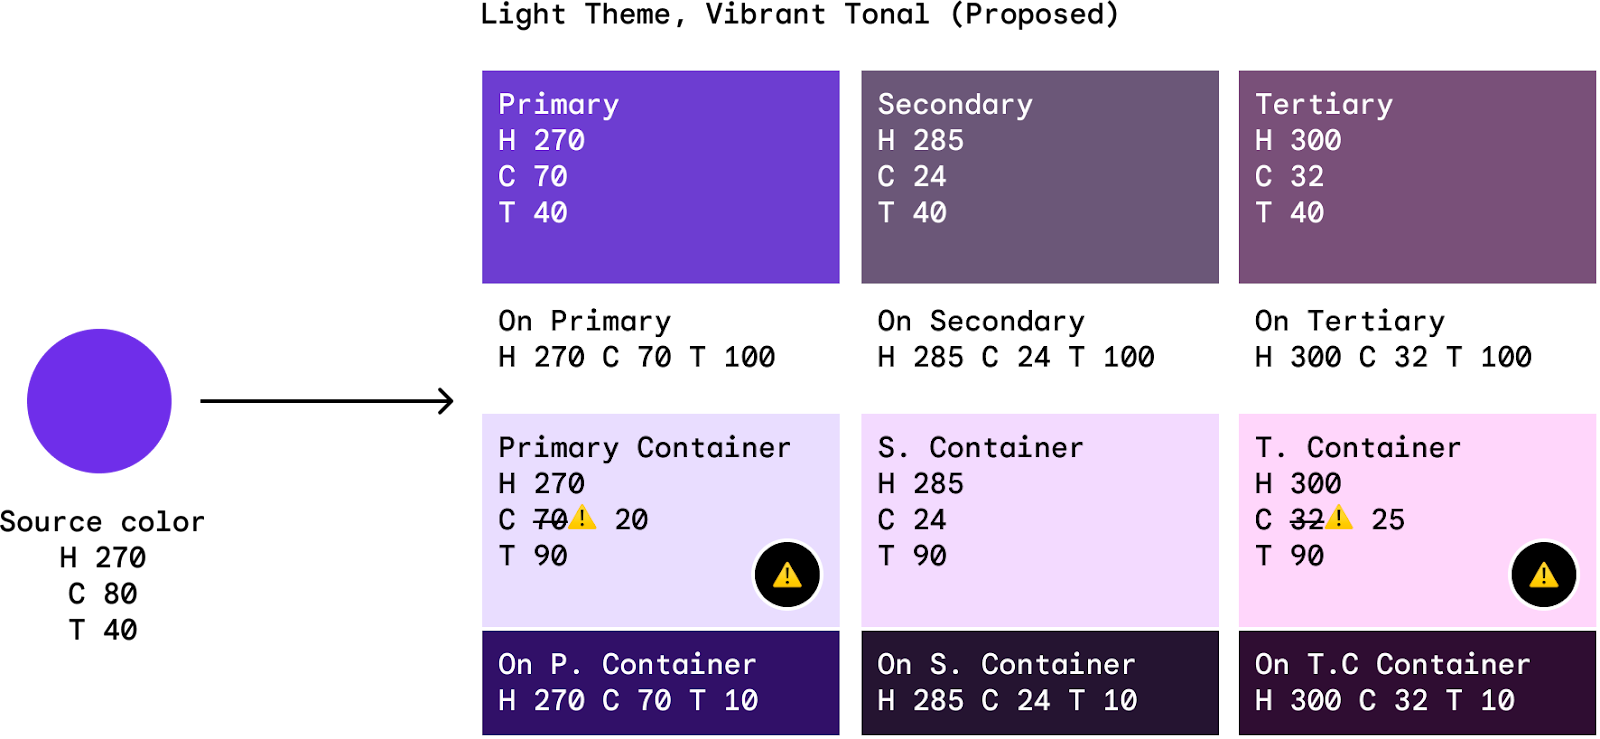 Light Theme, Vibrant Tonal (Proposed)
Primary
H 270
C 70
T 40
Secondary
H 285
C 24
T 40
Tertiary
H 300
C 32
T 40
On Primary
H 270 C 70 T 100
On Secondary
H 285 C 24 T 100
On Tertiary
H 300 C 32 T 100
Source color
H 270
C 80
T 40
Primary Container
H 270
C 70⚠️ 20
T 90
S. Container
H 285
C 24
T 90
T. Container
H 300
C 32⚠️ 25
T 90
On P. Container
H 270 C 70 T 10
On S. Container
H 285 C 24 T 10
On T.C Container
H 300 C 32 T 10